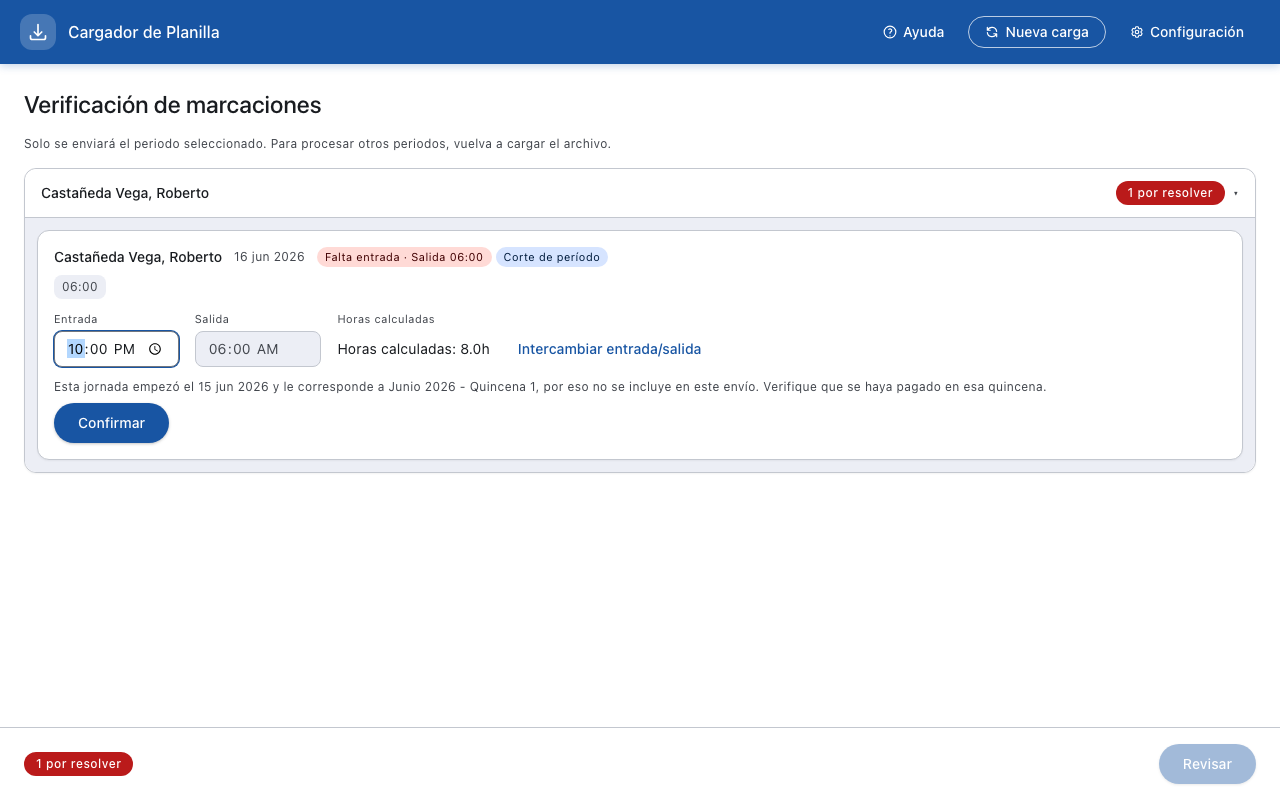 Cargador de Planilla
Ayuda
Nueva carga
Configuración
Verificación de marcaciones
Solo se enviará el periodo seleccionado. Para procesar otros periodos, vuelva a cargar el archivo.
Castañeda Vega, Roberto
1 por resolver
Castañeda Vega, Roberto 16 jun 2026 Falta entrada · Salida 06:00 Corte de período
06:00
Entrada Salida Horas calculadas
10:00 PM 06:00 AM Horas calculadas: 8.0h Intercambiar entrada/salida
Esta jornada empezó el 15 jun 2026 y le corresponde a Junio 2026 - Quincena 1, por eso no se incluye en este envío. Verifique que se haya pagado en esa quincena.
Confirmar
1 por resolver
Revisar